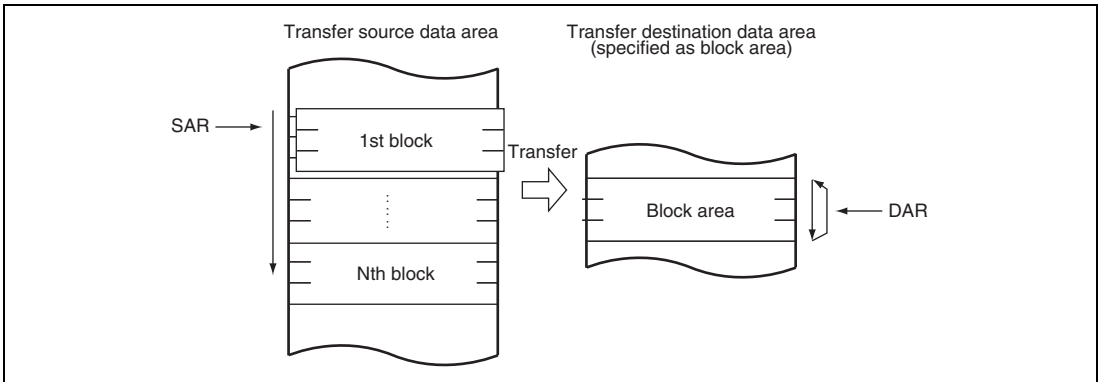 Transfer source data area
Transfer destination data area
(specified as block area)
SAR
1st block
Transfer
Block area
DAR
Nth block